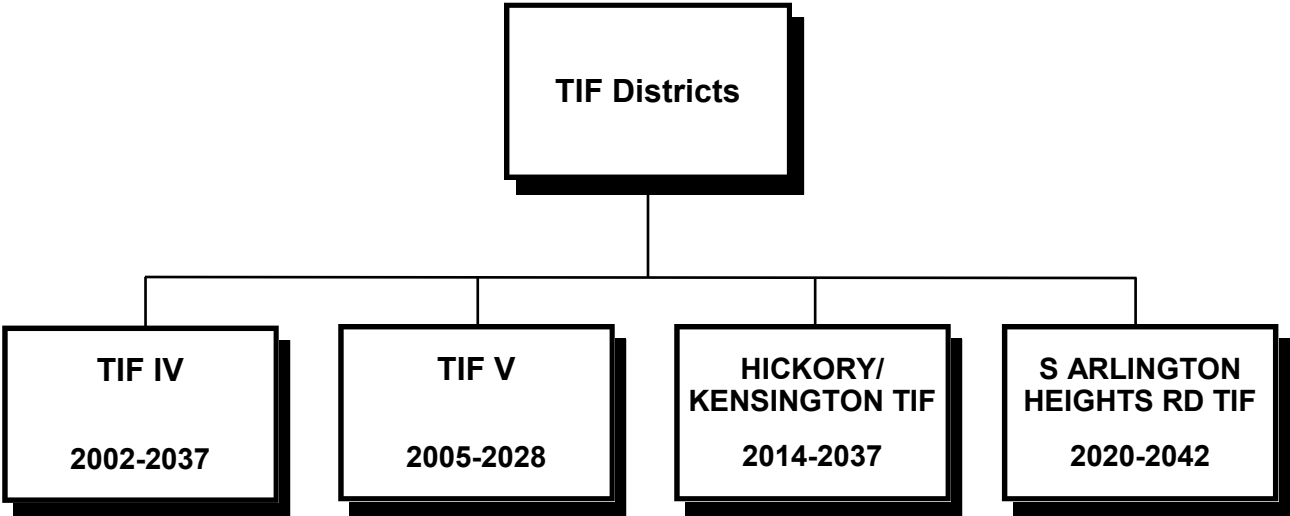 TIF Districts
TIF IV
2002-2037
TIF V
2005-2028
HICKORY/
KENSINGTON TIF
2014-2037
S ARLINGTON
HEIGHTS RD TIF
2020-2042